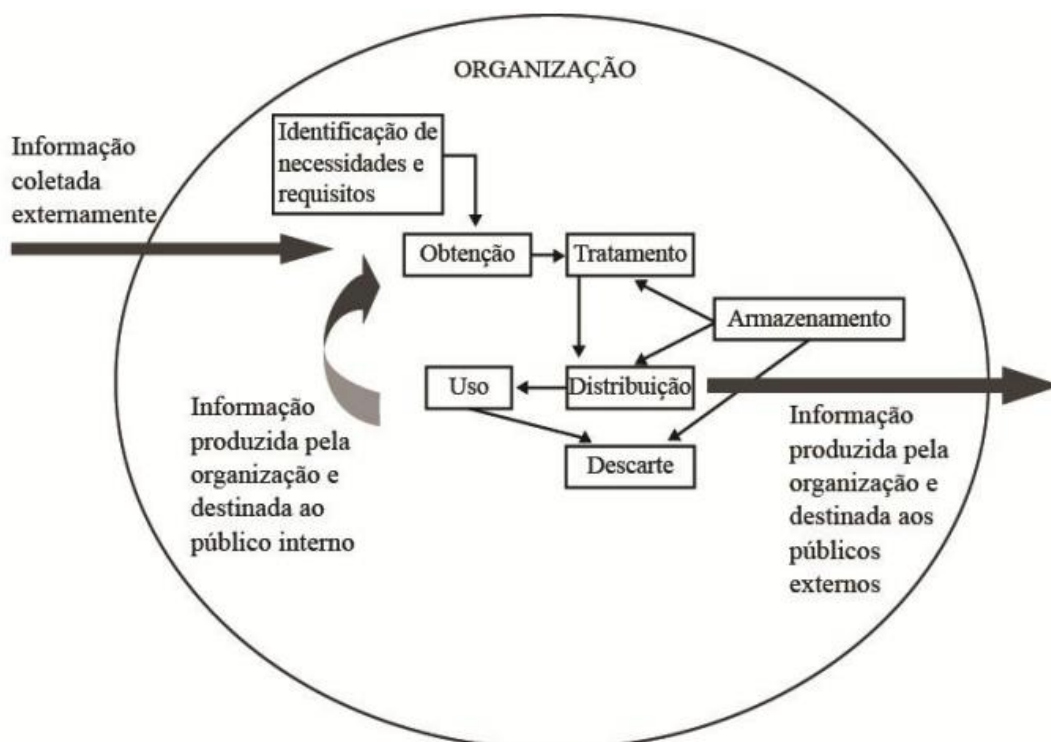 ORGANIZAÇÃO
Informação
coletada
externamente
Identificação de
necessidades e
requisitos
Obtenção
Tratamento
Armazenamento
Uso
Distribuição
Descarte
Informação
produzida pela
organização e
destinada ao
público interno
Informação
produzida pela
organização e
destinada aos
públicos
externos